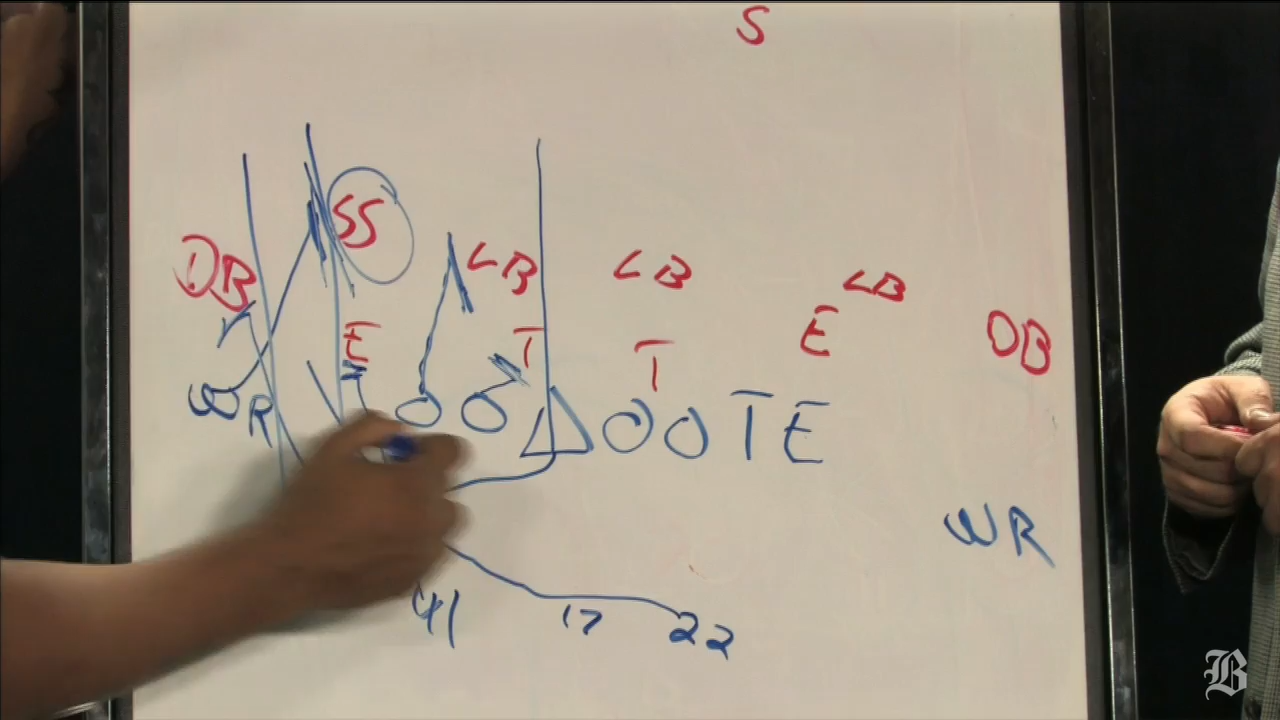 S
SS
DB LB LB LB
E T T E DB
WR O O O O TE
WR
41 17 22
B